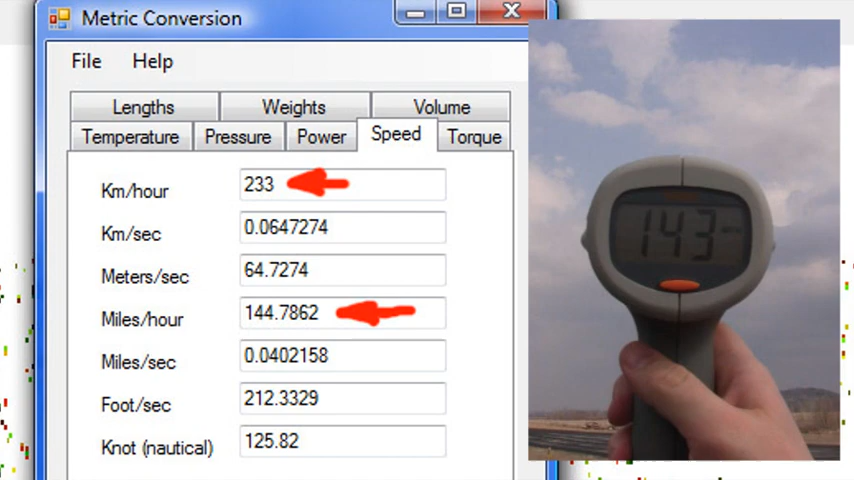 Metric Conversion
File Help
Lengths Weights Volume
Temperature Pressure Power Speed Torque
Km/hour 233
Km/sec 0.0647274
Meters/sec 64.7274
Miles/hour 144.7862
Miles/sec 0.0402158
Foot/sec 212.3329
Knot (nautical) 125.82
143